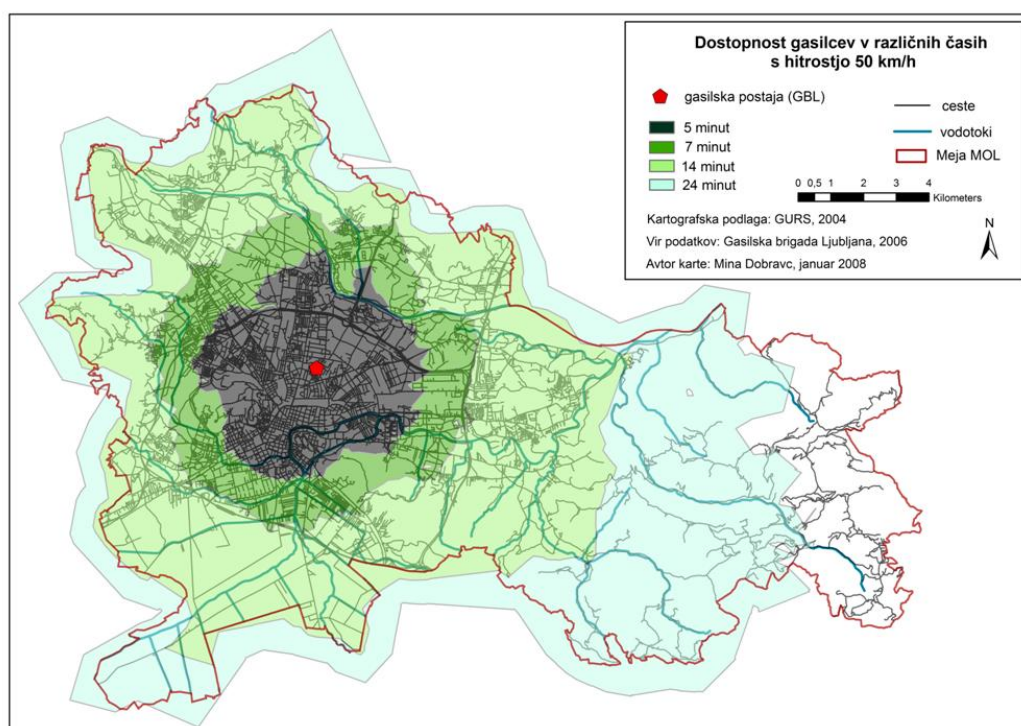 Dostopnost gasilcev v različnih časih
s hitrostjo 50 km/h
gasilska postaja (GBL)
5 minut
7 minut
14 minut
24 minut
ceste
vodotoki
Meja MOL
0 0,5 1 2 3 4
Kilometers
Kartografska podlaga: GURS, 2004
Vir podatkov: Gasilska brigada Ljubljana, 2006
Avtor karte: Mina Dobravc, januar 2008
N